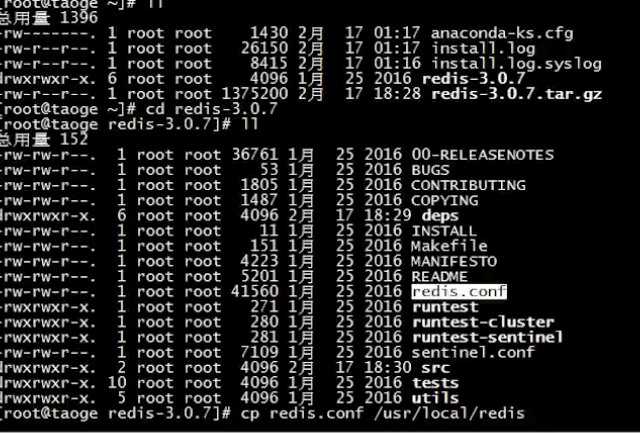 [root@taoge ~]# ll
总用量 1396
-rw-------. 1 root root 1430 2月 17 01:17 anaconda-ks.cfg
-rw-r--r--. 1 root root 26150 2月 17 01:17 install.log
-rw-r--r--. 1 root root 8415 2月 17 01:16 install.log.syslog
drwxrwxr-x. 6 root root 4096 1月 25 2016 redis-3.0.7
-rw-r--r--. 1 root root 1375200 2月 17 18:28 redis-3.0.7.tar.gz
[root@taoge ~]# cd redis-3.0.7
[root@taoge redis-3.0.7]# ll
总用量 152
-rw-rw-r--. 1 root root 36761 1月 25 2016 00-RELEASENOTES
-rw-rw-r--. 1 root root 53 1月 25 2016 BUGS
-rw-rw-r--. 1 root root 1805 1月 25 2016 CONTRIBUTING
-rw-rw-r--. 1 root root 1487 1月 25 2016 COPYING
drwxrwxr-x. 6 root root 4096 2月 17 18:29 deps
-rw-rw-r--. 1 root root 11 1月 25 2016 INSTALL
-rw-rw-r--. 1 root root 151 1月 25 2016 Makefile
-rw-rw-r--. 1 root root 4223 1月 25 2016 MANIFESTO
-rw-rw-r--. 1 root root 5201 1月 25 2016 README
-rw-rw-r--. 1 root root 41560 1月 25 2016 redis.conf
-rwxrwxr-x. 1 root root 271 1月 25 2016 runtest
-rwxrwxr-x. 1 root root 280 1月 25 2016 runtest-cluster
-rwxrwxr-x. 1 root root 281 1月 25 2016 runtest-sentinel
-rw-rw-r--. 1 root root 7109 1月 25 2016 sentinel.conf
drwxrwxr-x. 2 root root 4096 2月 17 18:30 src
drwxrwxr-x. 10 root root 4096 1月 25 2016 tests
drwxrwxr-x. 5 root root 4096 1月 25 2016 utils
[root@taoge redis-3.0.7]# cp redis.conf /usr/local/redis